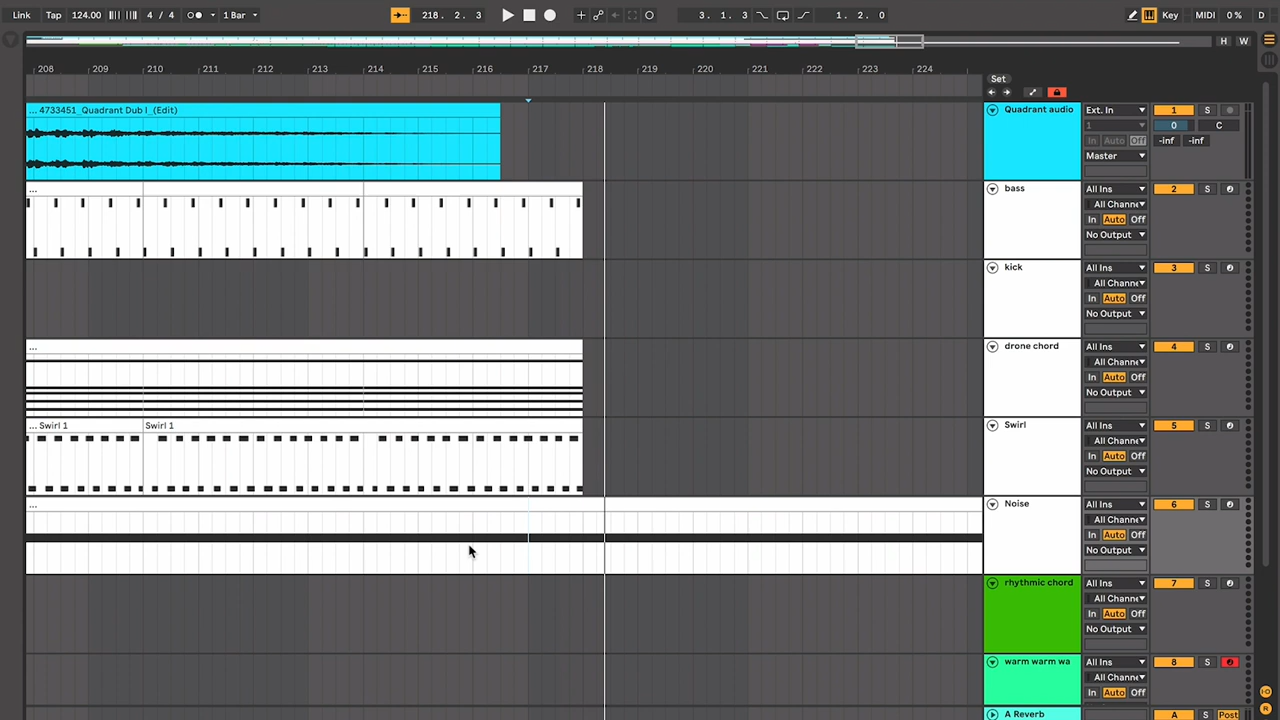 Link Tap 124.00 4 / 4 1 Bar 218. 2. 3 3. 1. 3 1. 2. 0 Key MIDI 0 % D
H W
208 209 210 211 212 213 214 215 216 217 218 219 220 221 222 223 224
Set
... 4733451_Quadrant Dub I_(Edit)
Quadrant audio Ext. In 1 S
1 0 C
In Auto Off -inf -inf
Master
...
bass All Ins 2 S
All Channe
In Auto Off
No Output
kick All Ins 3 S
All Channe
In Auto Off
No Output
...
drone chord All Ins 4 S
All Channe
In Auto Off
No Output
... Swirl 1 Swirl 1
Swirl All Ins 5 S
All Channe
In Auto Off
No Output
...
Noise All Ins 6 S
All Channe
In Auto Off
No Output
rhythmic chord All Ins 7 S
All Channe
In Auto Off
No Output
warm warm wa All Ins 8 S
All Channe
In Auto Off
A Reverb A S Post